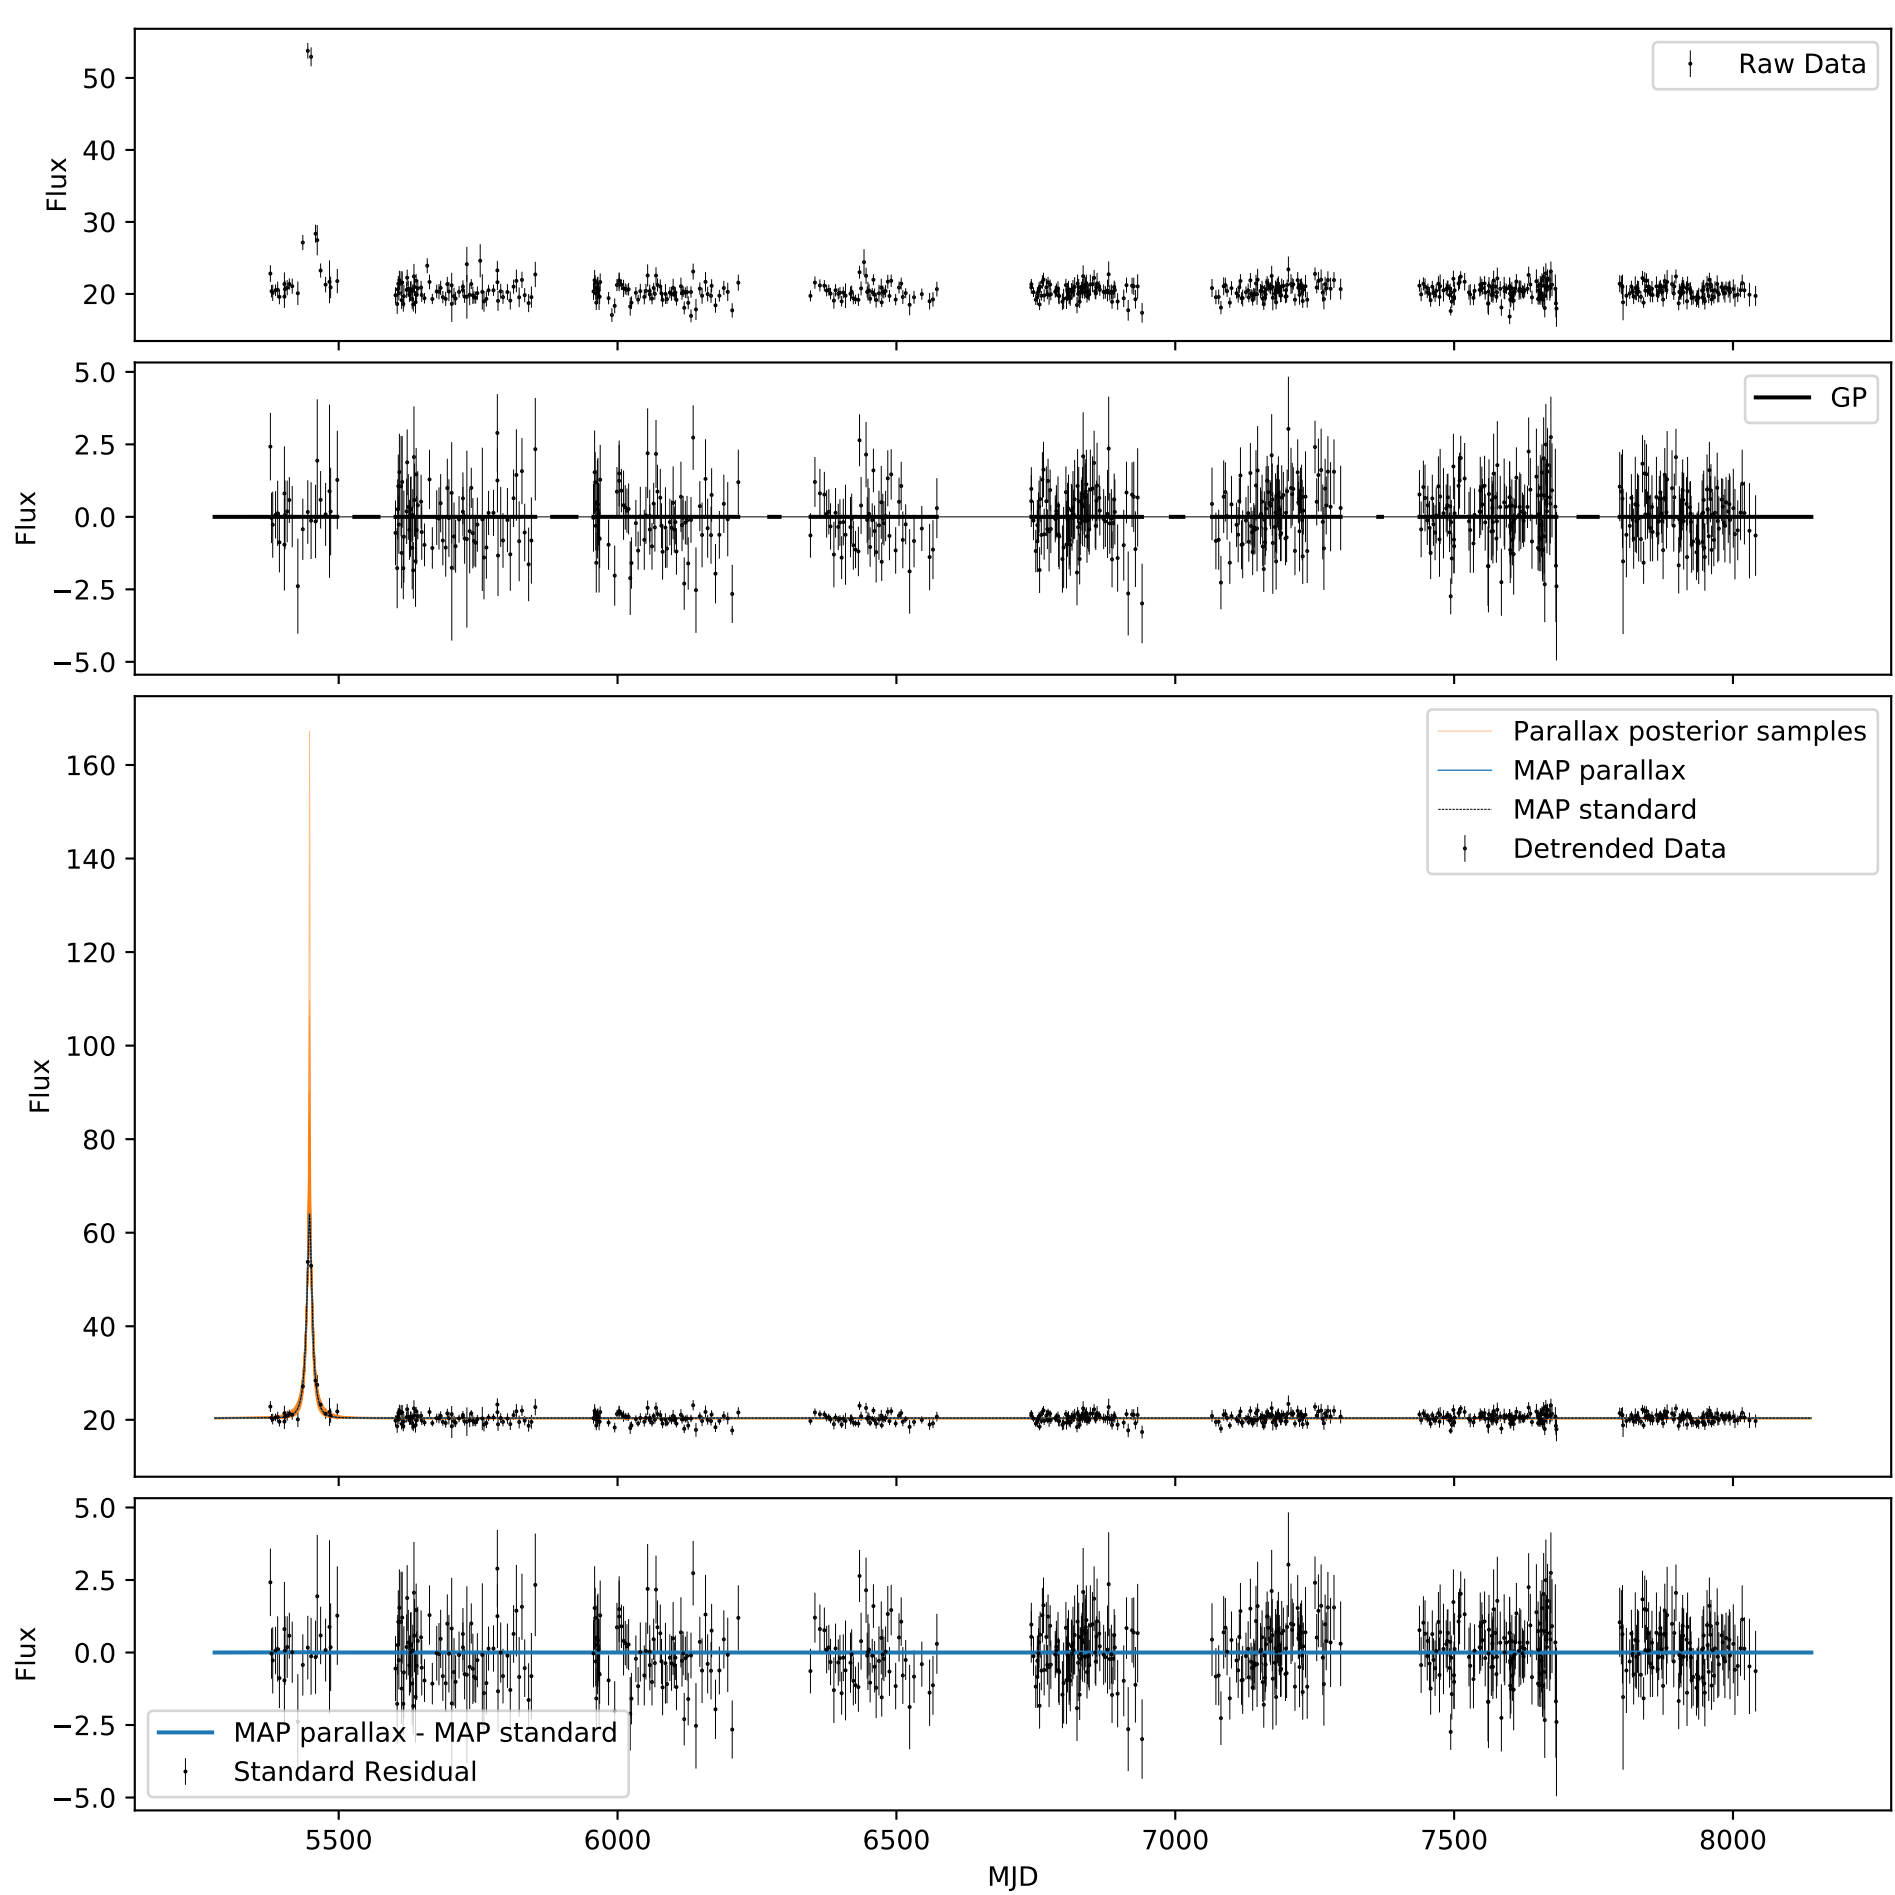 Raw Data
50
40
30
20
Flux
GP
5.0
2.5
0.0
−2.5
−5.0
Flux
Parallax posterior samples
MAP parallax
MAP standard
Detrended Data
160
140
120
100
80
60
40
20
Flux
5.0
2.5
0.0
−2.5
−5.0
Flux
MAP parallax - MAP standard
Standard Residual
5500 6000 6500 7000 7500 8000
MJD